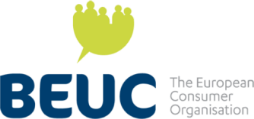 BEUC
The European
Consumer
Organisation